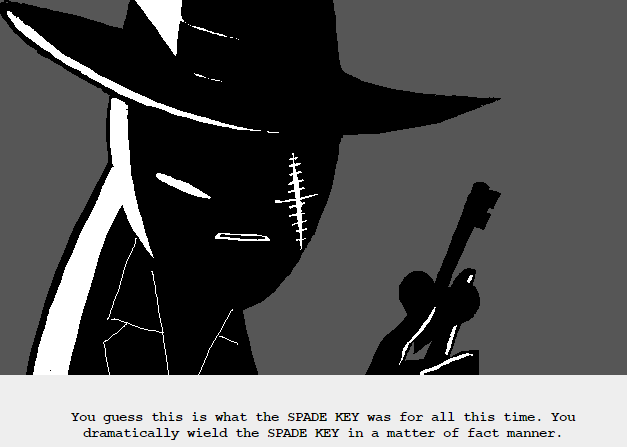 You guess this is what the SPADE KEY was for all this time. You
dramatically wield the SPADE KEY in a matter of fact manner.